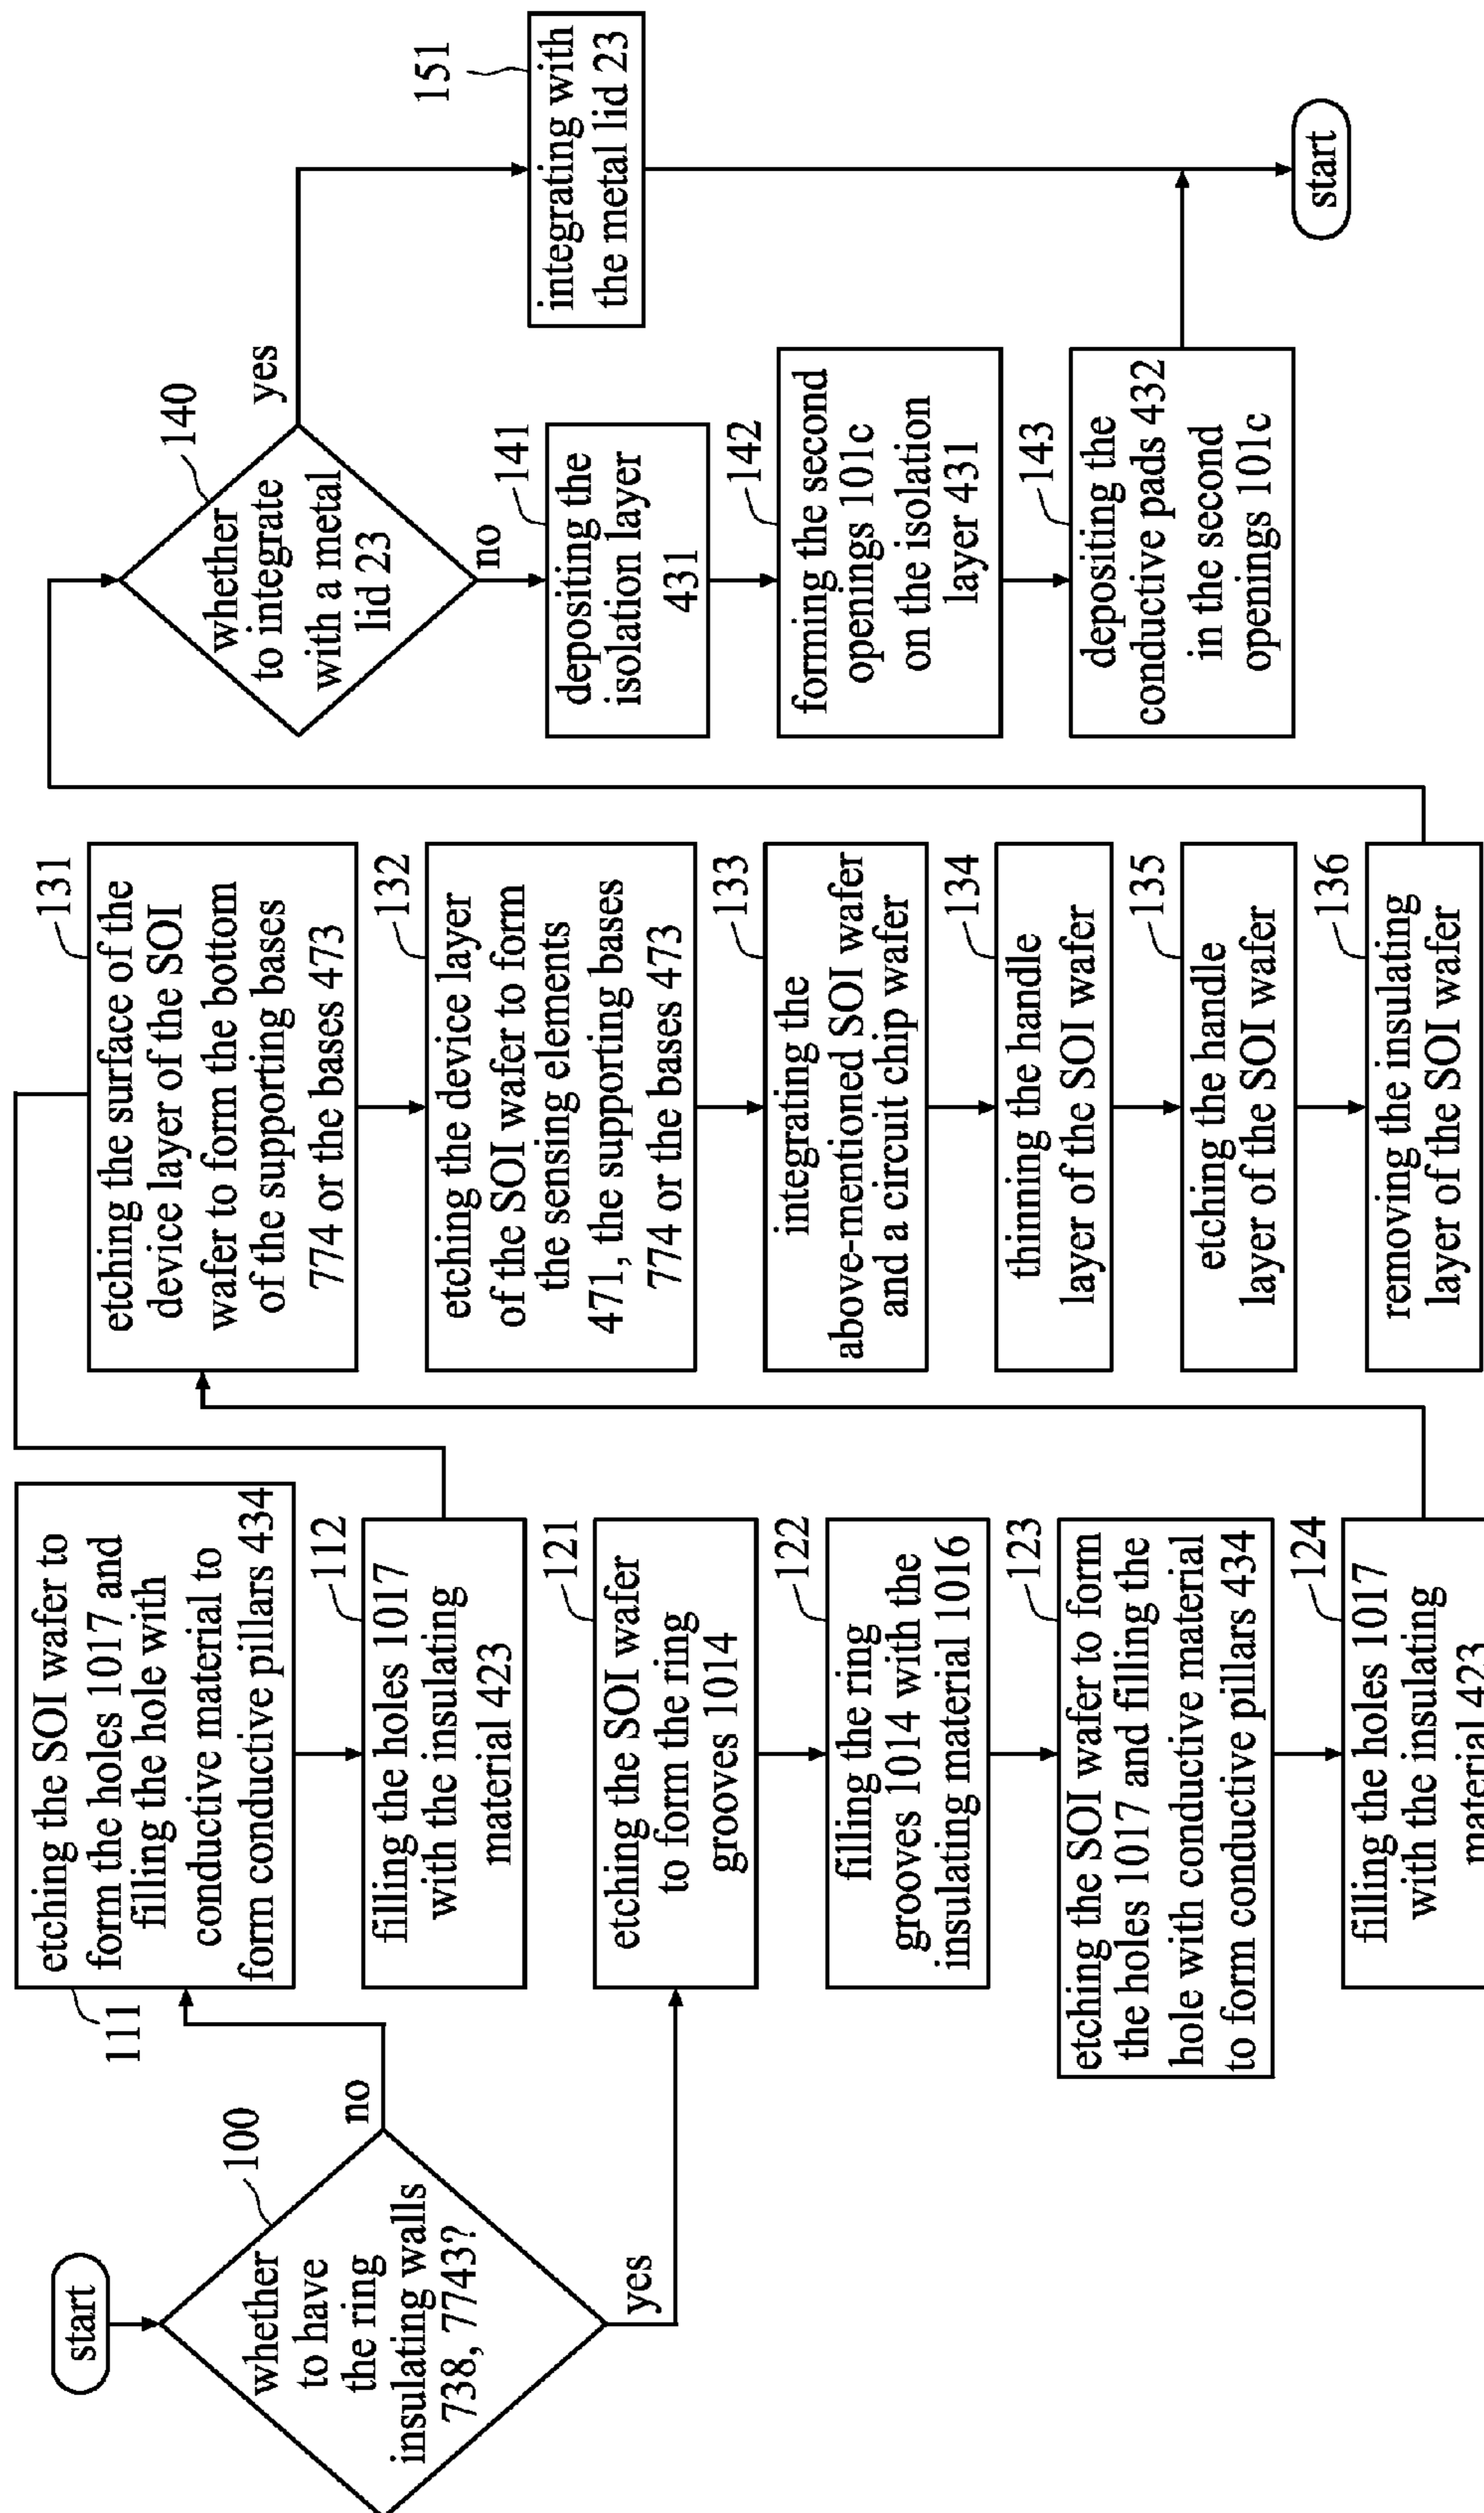 start
100
whether
to have
the ring
insulating walls
738, 7743?
no
yes
111
etching the SOI wafer to
form the holes 1017 and
filling the hole with
conductive material to
form conductive pillars 434
112
filling the holes 1017
with the insulating
material 423
121
etching the SOI wafer
to form the ring
grooves 1014
122
filling the ring
grooves 1014 with the
insulating material 1016
123
etching the SOI wafer to form
the holes 1017 and filling the
hole with conductive material
to form conductive pillars 434
124
filling the holes 1017
with the insulating
material 423
131
etching the surface of the
device layer of the SOI
wafer to form the bottom
of the supporting bases
774 or the bases 473
132
etching the device layer
of the SOI wafer to form
the sensing elements
471, the supporting bases
774 or the bases 473
133
integrating the
above-mentioned SOI wafer
and a circuit chip wafer
134
thinning the handle
layer of the SOI wafer
135
etching the handle
layer of the SOI wafer
136
removing the insulating
layer of the SOI wafer
140
whether
to integrate
with a metal
lid 23
yes
no
141
depositing the
isolation layer
431
142
forming the second
openings 101c
on the isolation
layer 431
143
depositing the
conductive pads 432
in the second
openings 101c
151
integrating with
the metal lid 23
start